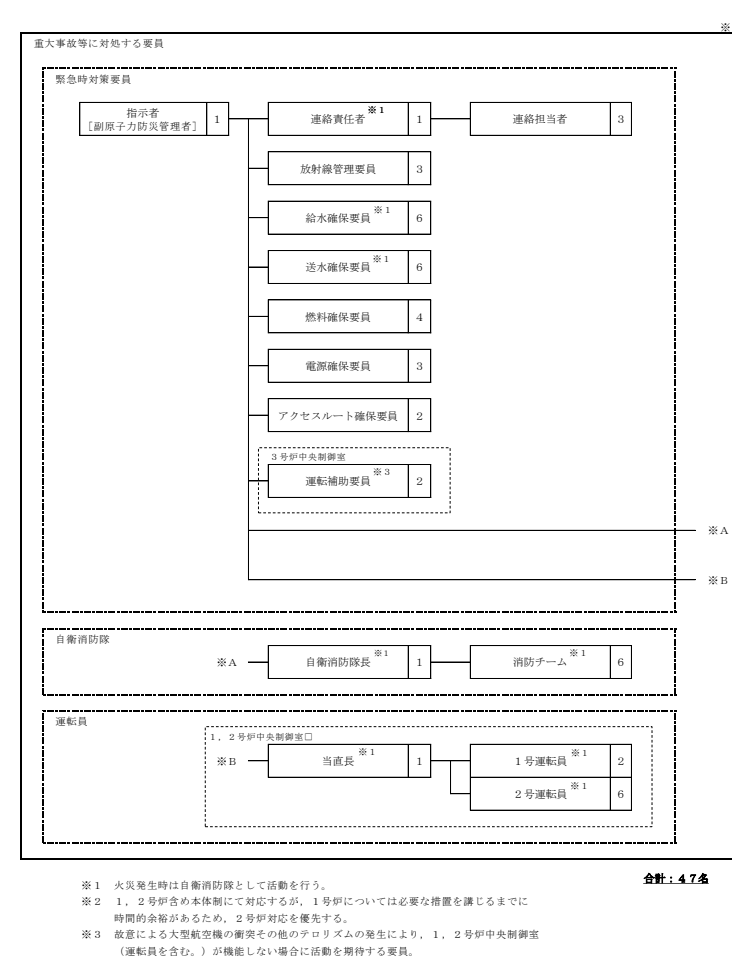 ※
重大事故等に対処する要員
緊急時対策要員
指示者
［副原子力防災管理者］ 1
連絡責任者※1 1
連絡担当者 3
放射線管理要員 3
給水確保要員※1 6
送水確保要員※1 6
燃料確保要員 4
電源確保要員 3
アクセスルート確保要員 2
3号炉中央制御室
運転補助要員※3 2
※A
※B
自衛消防隊
※A 自衛消防隊長※1 1 消防チーム※1 6
運転員
1，2号炉中央制御室□
※B 当直長※1 1 1号運転員※1 2
2号運転員※1 6
合計：47名
※1 火災発生時は自衛消防隊として活動を行う。
※2 1，2号炉含め本体制にて対応するが，1号炉については必要な措置を講じるまでに
時間的余裕があるため，2号炉対応を優先する。
※3 故意による大型航空機の衝突その他のテロリズムの発生により，1，2号炉中央制御室
（運転員を含む。）が機能しない場合に活動を期待する要員。